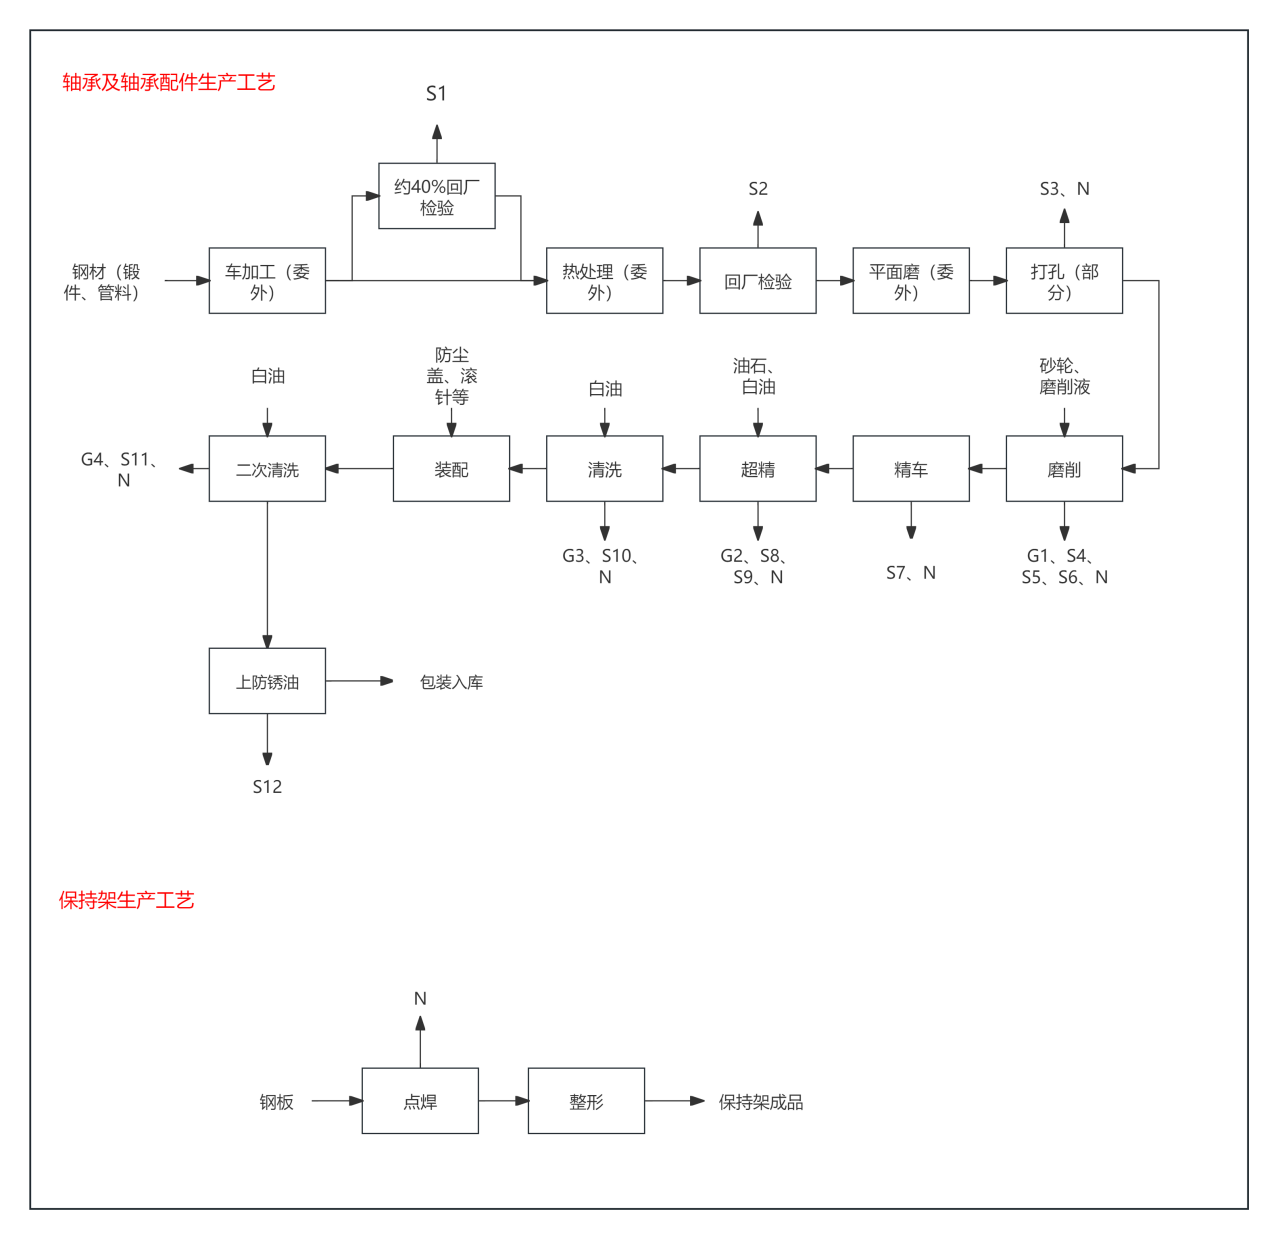 轴承及轴承配件生产工艺
S1
约40%回厂
检验
S2
S3、N
钢材（锻
件、管料）
车加工（委
外）
热处理（委
外）
回厂检验
平面磨（委
外）
打孔（部
分）
白油
防尘
盖、滚
针等
白油
油石、
白油
砂轮、
磨削液
G4、S11、
N
二次清洗
装配
清洗
超精
精车
磨削
G3、S10、
N
G2、S8、
S9、N
S7、N
G1、S4、
S5、S6、N
上防锈油
包装入库
S12
保持架生产工艺
N
钢板
点焊
整形
保持架成品